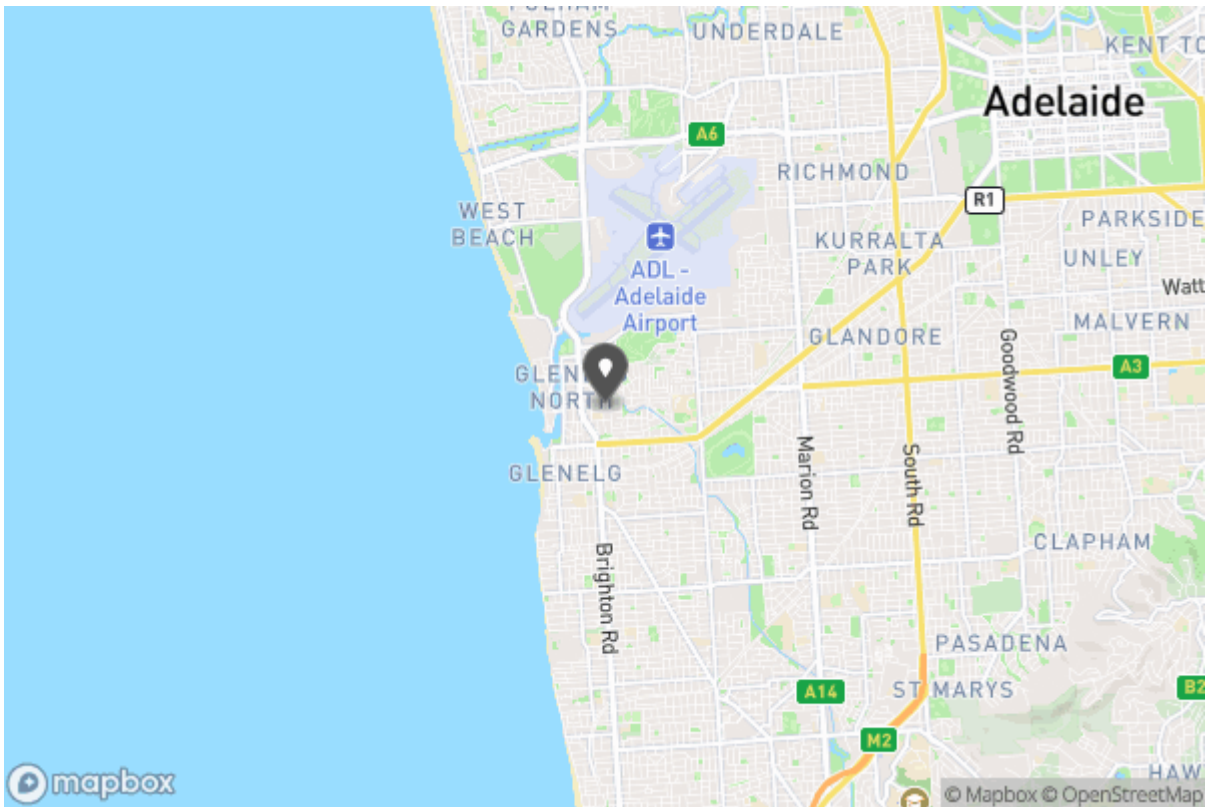 FULHAM
GARDENS
UNDERDALE
KENT TO
Adelaide
A6
RICHMOND
R1
WEST
BEACH
PARKSIDE
KURRALTA
PARK
UNLEY
ADL -
Adelaide
Airport
Watt
MALVERN
GLANDORE
Goodwood Rd
A3
GLENELG
NORTH
Marion Rd
South Rd
GLENELG
CLAPHAM
Brighton Rd
PASADENA
ST MARYS
A14
B2
M2
HAW
mapbox
© Mapbox © OpenStreetMap